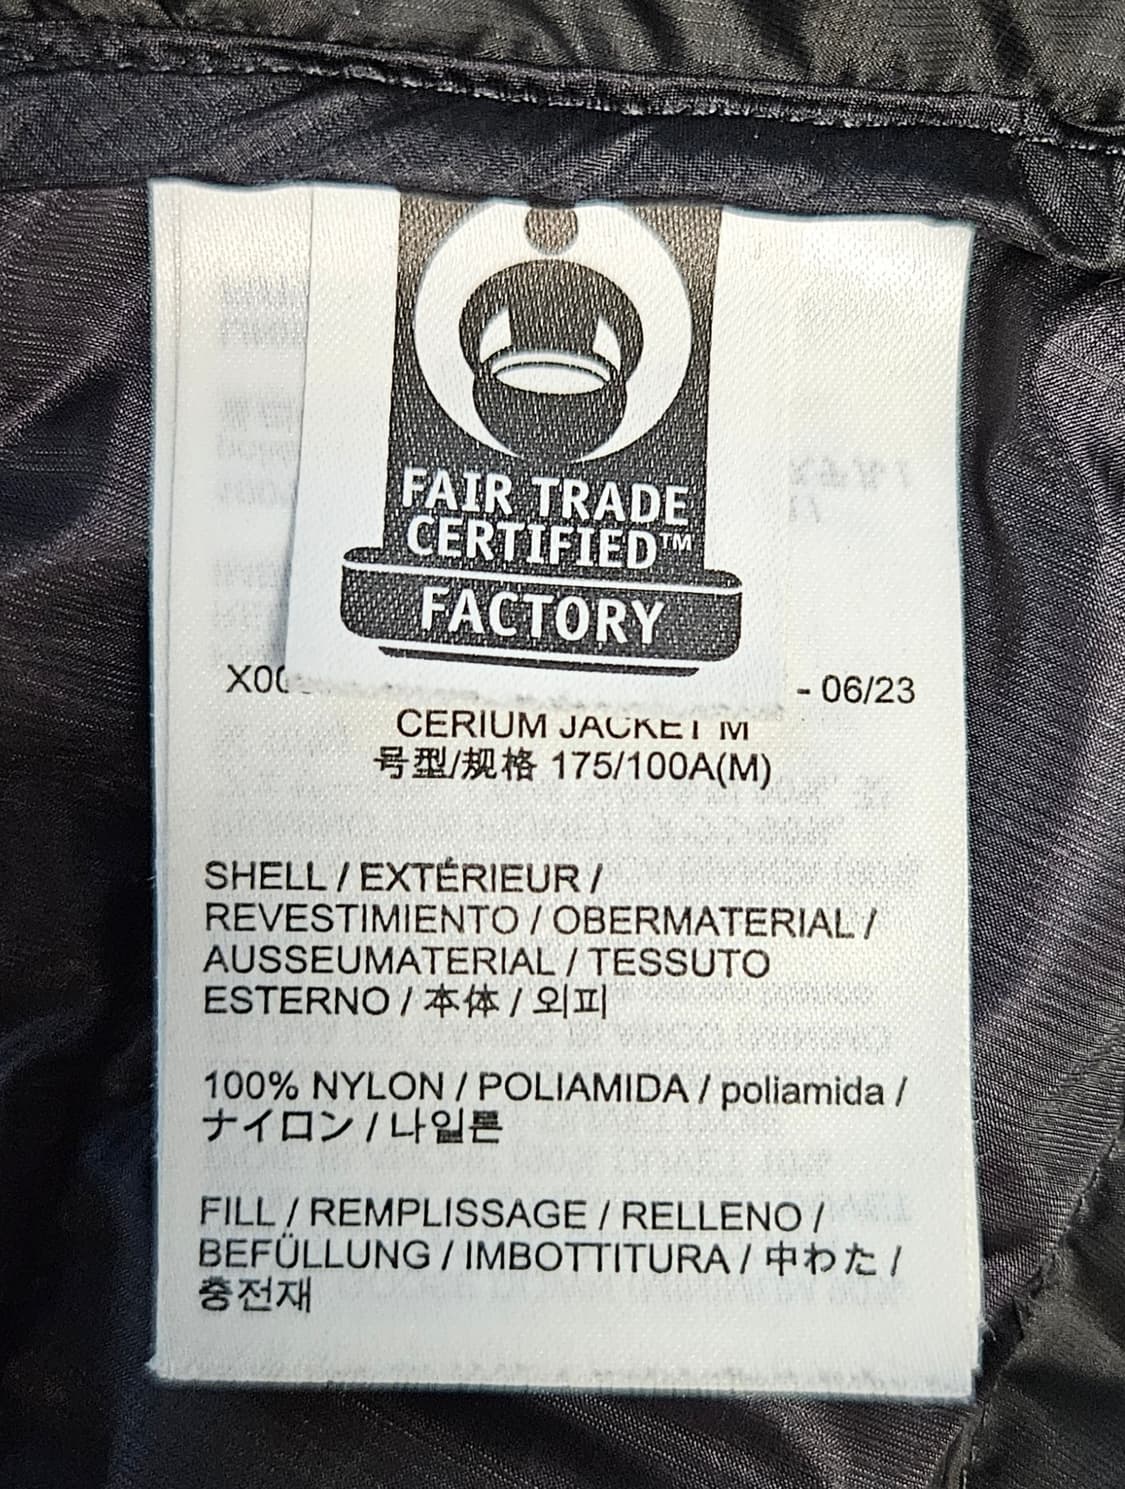 FAIR TRADE
CERTIFIED™
FACTORY
X00 - 06/23
CERIUM JACKET M
号型/规格 175/100A(M)
SHELL / EXTÉRIEUR /
REVESTIMIENTO / OBERMATERIAL /
AUSSEUMATERIAL / TESSUTO
ESTERNO / 本体 / 외피
100% NYLON / POLIAMIDA / poliamida /
ナイロン / 나일론
FILL / REMPLISSAGE / RELLENO /
BEFÜLLUNG / IMBOTTITURA / 中わた /
충전재